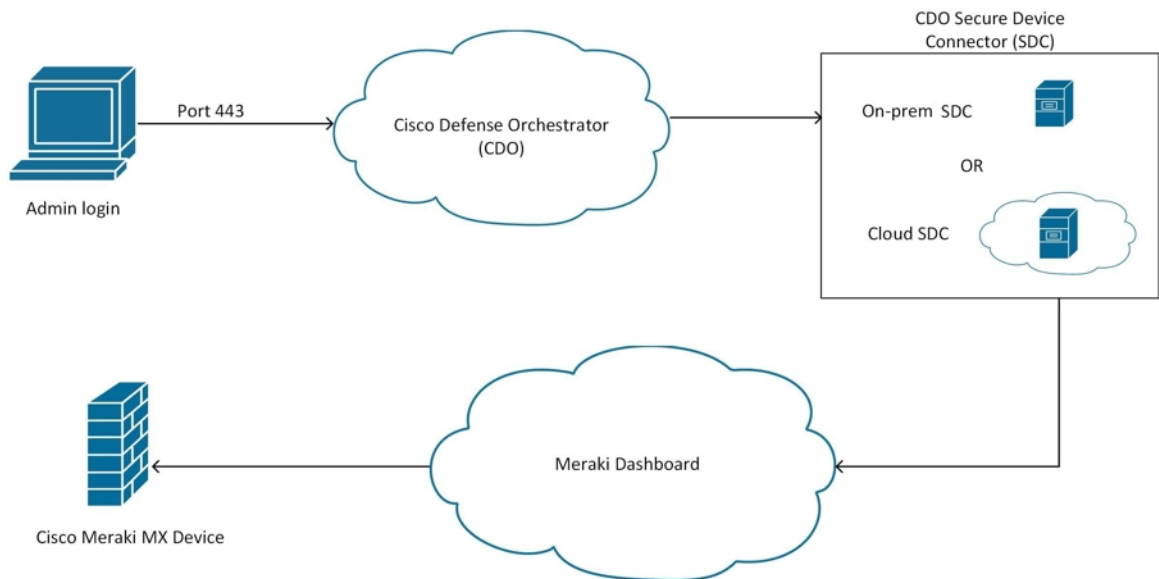 CDO Secure Device
Connector (SDC)
Port 443
On-prem SDC
Cisco Defense Orchestrator
(CDO)
OR
Admin login
Cloud SDC
Meraki Dashboard
Cisco Meraki MX Device